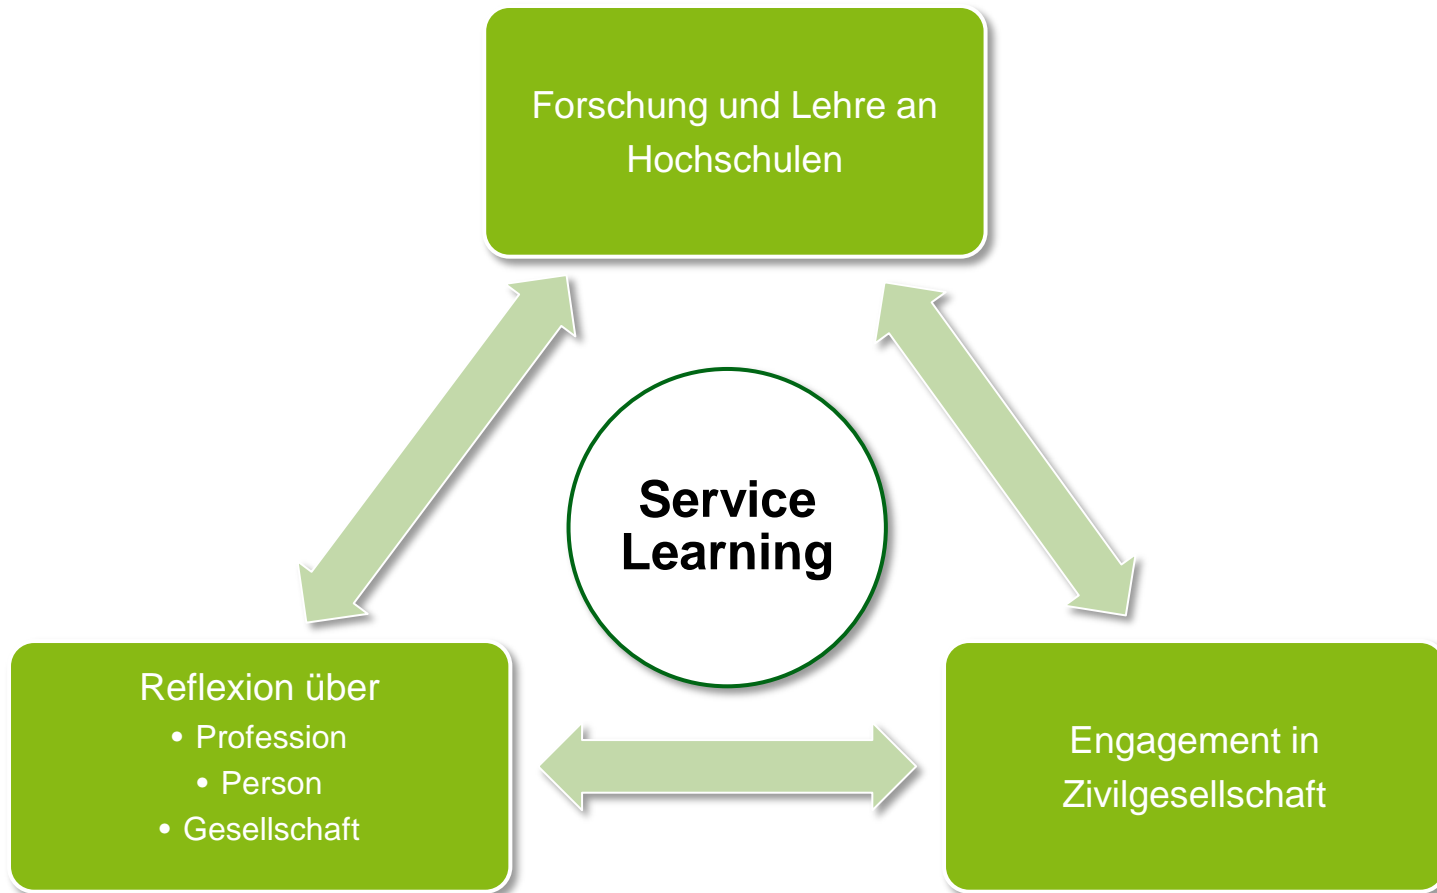 Forschung und Lehre an
Hochschulen
Service
Learning
Reflexion über
• Profession
• Person
• Gesellschaft
Engagement in
Zivilgesellschaft